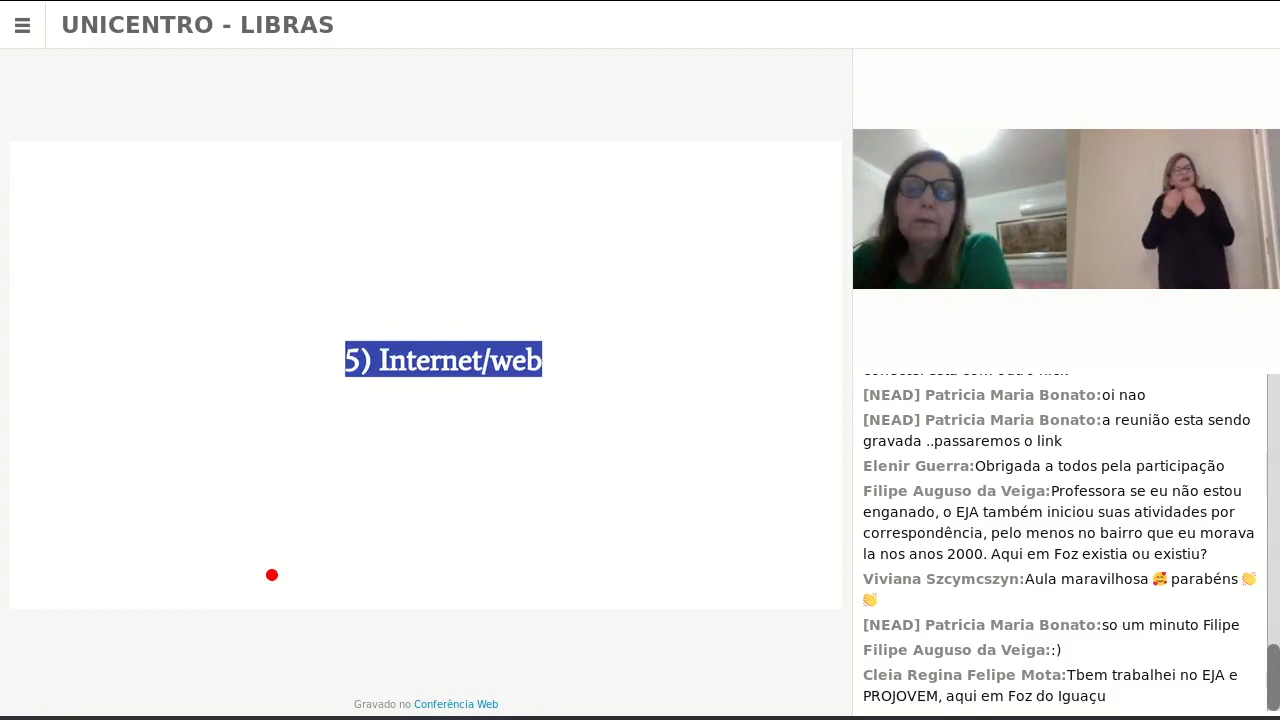 UNICENTRO - LIBRAS
5) Internet/web
[NEAD] Patricia Maria Bonato:oi nao
[NEAD] Patricia Maria Bonato:a reunião esta sendo
gravada ..passaremos o link
Elenir Guerra:Obrigada a todos pela participação
Filipe Auguso da Veiga:Professora se eu não estou
enganado, o EJA também iniciou suas atividades por
correspondência, pelo menos no bairro que eu morava
la nos anos 2000. Aqui em Foz existia ou existiu?
Viviana Szcymcszyn:Aula maravilhosa 🥰 parabéns 👏
👏
[NEAD] Patricia Maria Bonato:so um minuto Filipe
Filipe Auguso da Veiga::)
Cleia Regina Felipe Mota:Tbem trabalhei no EJA e
PROJOVEM, aqui em Foz do Iguaçu
Gravado no Conferência Web